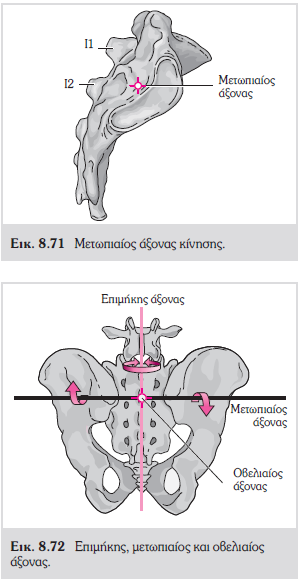 I1
I2
Μετωπιαίος
άξονας
Εικ. 8.71 Μετωπιαίος άξονας κίνησης.
Επιμήκης άξονας
Μετωπιαίος
άξονας
Οβελιαίος
άξονας
Εικ. 8.72 Επιμήκης, μετωπιαίος και οβελιαίος
άξονας.